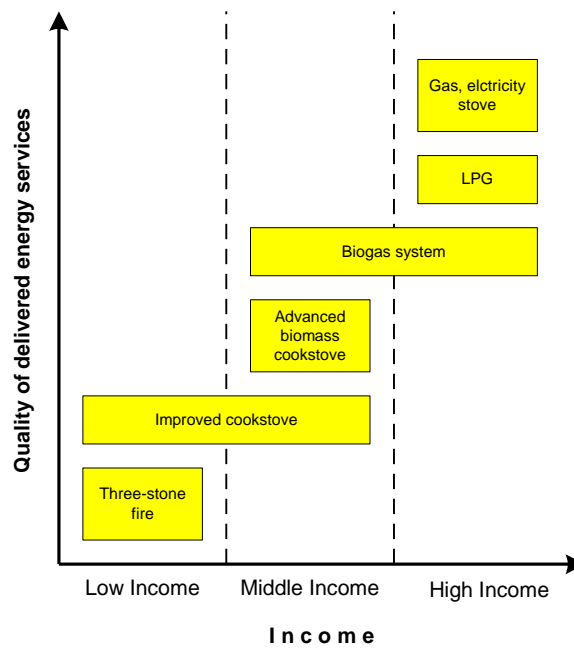 Quality of delivered energy services
Gas, elctricity
stove
LPG
Biogas system
Advanced
biomass
cookstove
Improved cookstove
Three-stone
fire
Low Income
Middle Income
High Income
I n c o m e